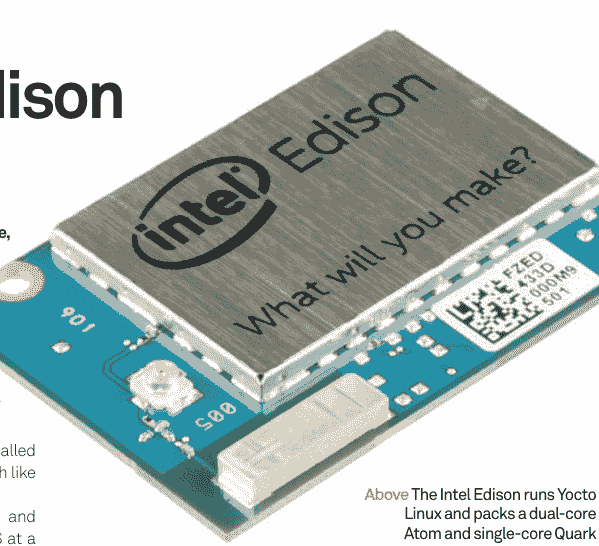 dison
intel®
Edison
What will you make?
e,
FZED
433D
000M9
501
901
005
alled
h like
and
S at a
Above The Intel Edison runs Yocto
Linux and packs a dual-core
Atom and single-core Quark